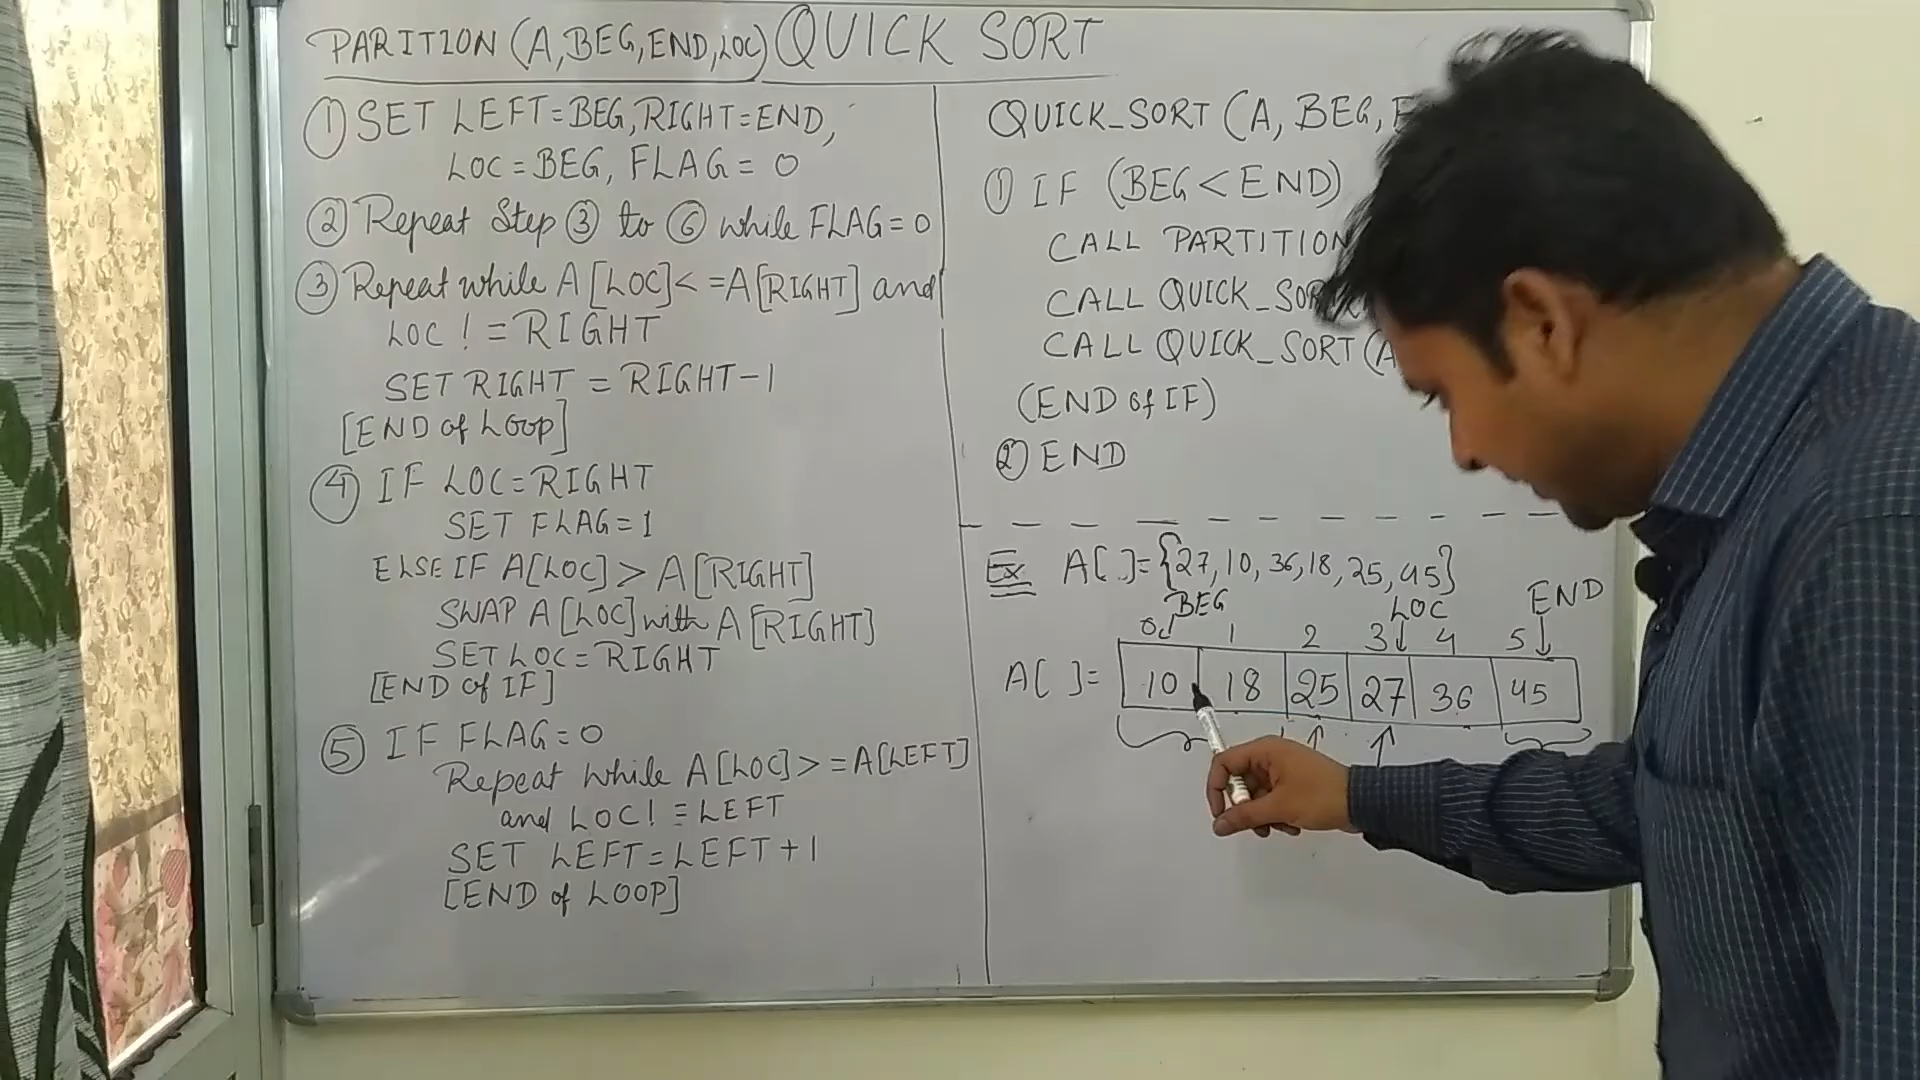 PARITION (A,BEG,END,LOC) QUICK SORT
① SET LEFT=BEG, RIGHT=END,
LOC=BEG, FLAG=0
② Repeat Step ③ to ⑥ while FLAG=0
③ Repeat while A[LOC]<=A[RIGHT] and
LOC!=RIGHT
SET RIGHT=RIGHT-1
[END of LOOP]
④ IF LOC=RIGHT
SET FLAG=1
ELSE IF A[LOC]>A[RIGHT]
SWAP A[LOC] with A[RIGHT]
SET LOC=RIGHT
[END of IF]
⑤ IF FLAG=0
Repeat while A[LOC]>=A[LEFT]
and LOC!=LEFT
SET LEFT=LEFT+1
[END of LOOP]
QUICK_SORT (A, BEG,
① IF (BEG<END)
CALL PARTITION
CALL QUICK_SORT
CALL QUICK_SORT(A
(END of IF)
② END
Ex A[ ]={27,10,36,18,25,45}
BEG LOC END
0 1 2 3 4 5
A[ ]= 10 18 25 27 36 45